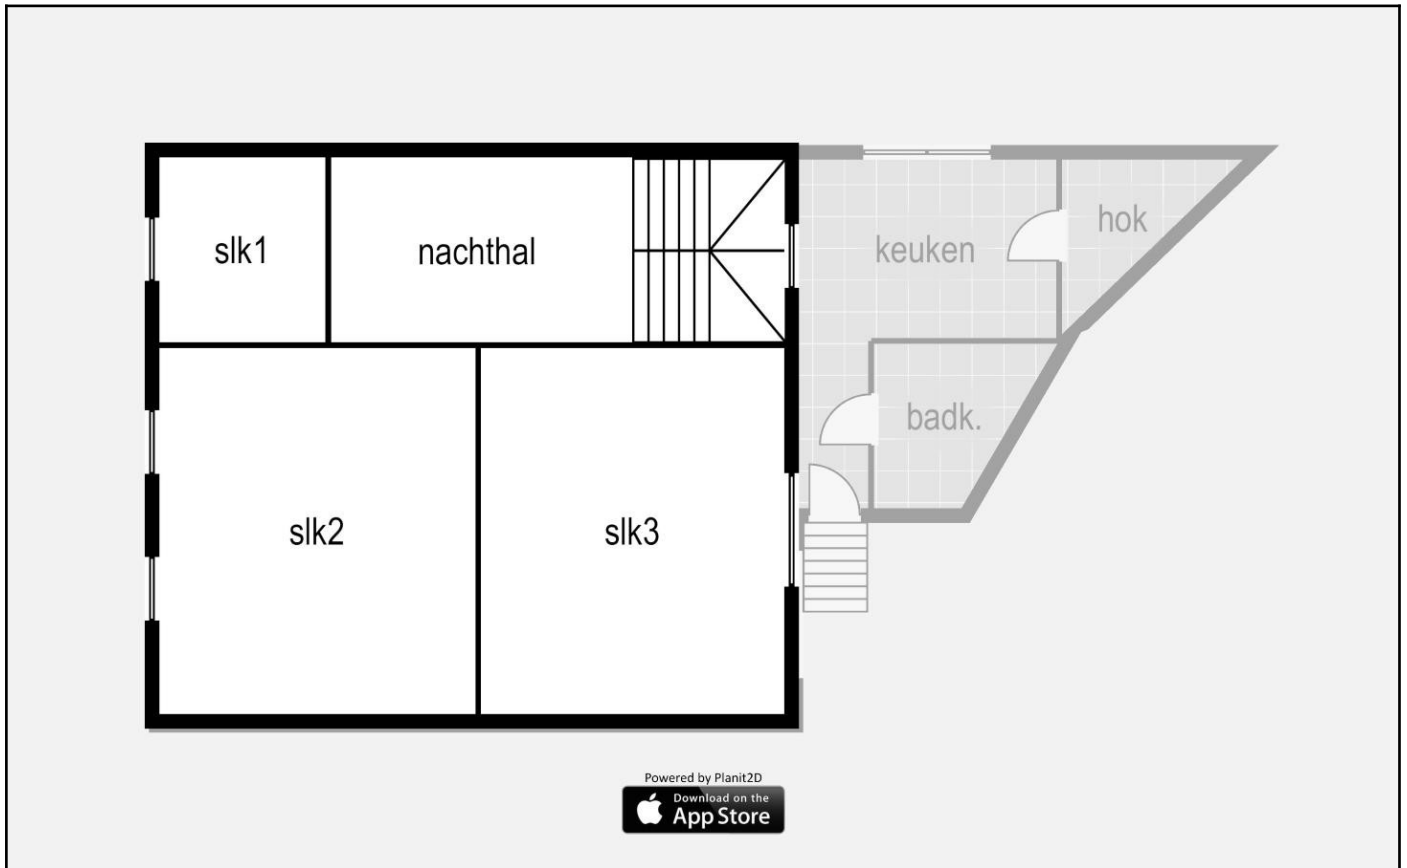 slk1
nachthal
keuken
hok
badk.
slk2
slk3
Powered by Planit2D
Download on the
App Store